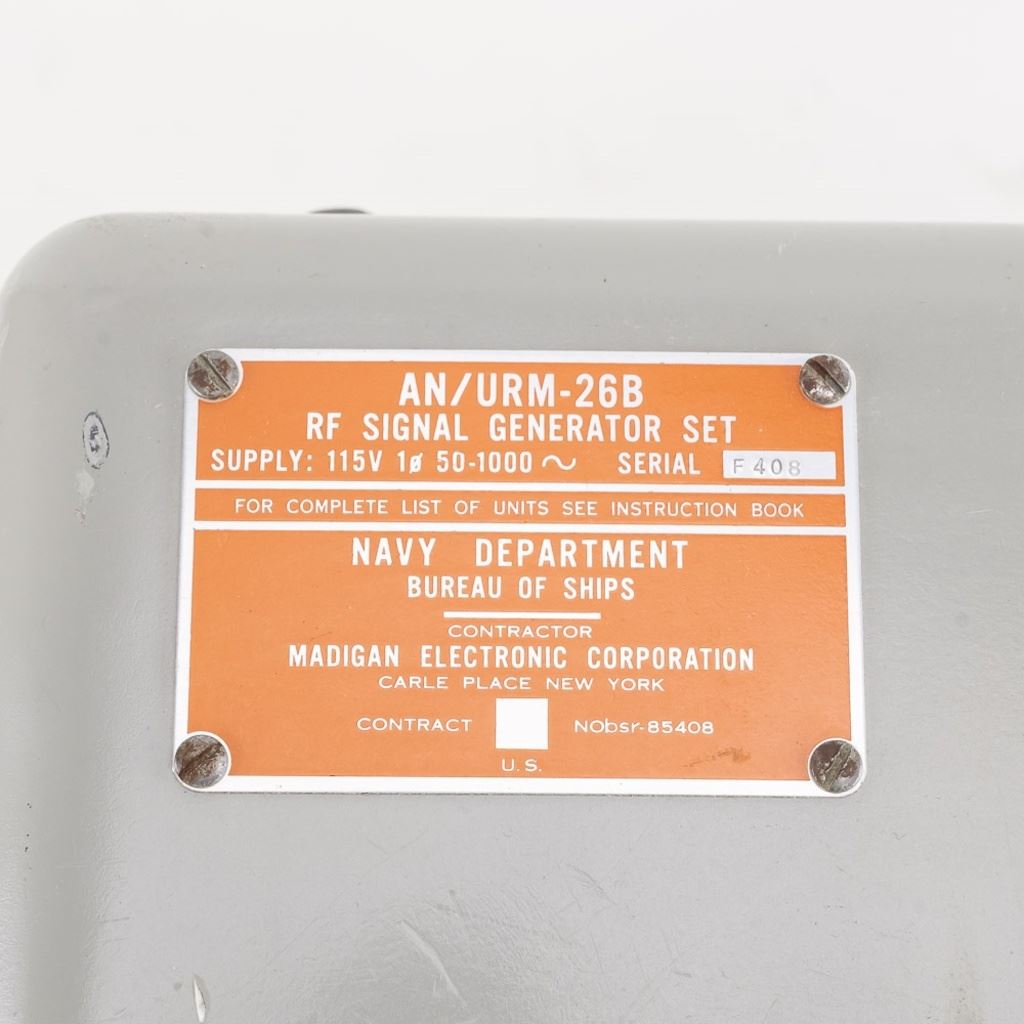 AN/URM-26B
RF SIGNAL GENERATOR SET
SUPPLY: 115V 1ø 50-1000 ~ SERIAL F408
FOR COMPLETE LIST OF UNITS SEE INSTRUCTION BOOK
NAVY DEPARTMENT
BUREAU OF SHIPS
CONTRACTOR
MADIGAN ELECTRONIC CORPORATION
CARLE PLACE NEW YORK
CONTRACT NObsr-85408
U.S.